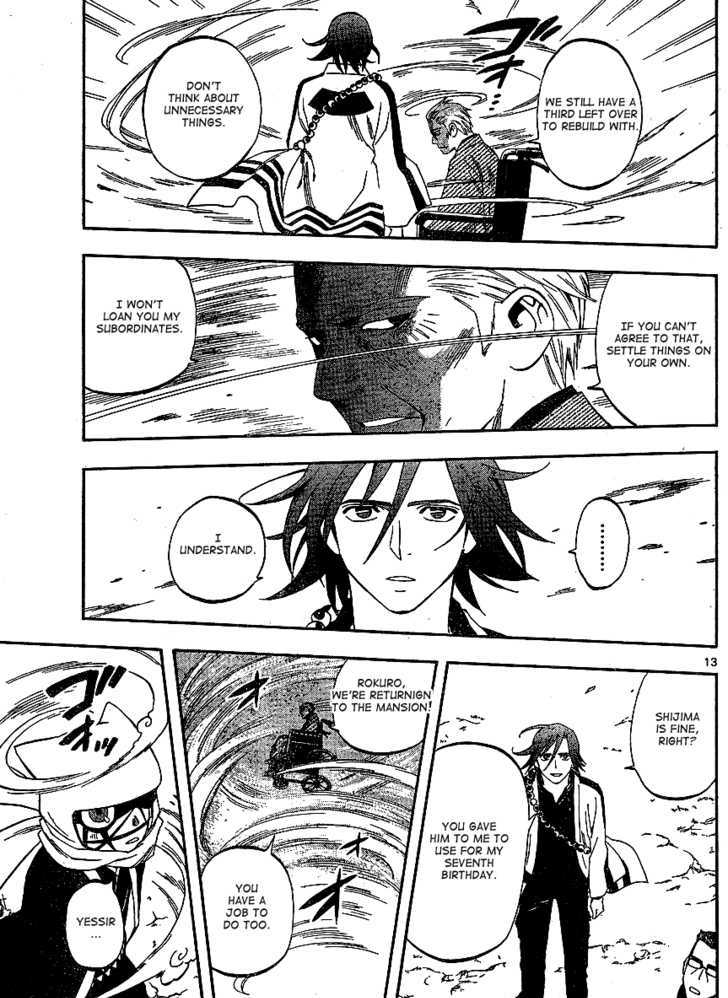 WE STILL HAVE A
THIRD LEFT OVER
TO REBUILD WITH.
DON'T
THINK ABOUT
UNNECESSARY
THINGS.
IF YOU CAN'T
AGREE TO THAT,
SETTLE THINGS ON
YOUR OWN.
I WON'T
LOAN YOU MY
SUBORDINATES.
......
I
UNDERSTAND.
13
SHIJIMA
IS FINE,
RIGHT?
YOU GAVE
HIM TO ME TO
USE FOR MY
SEVENTH
BIRTHDAY.
ROKURO,
WE'RE RETURNIGN
TO THE MANSION!
YOU
HAVE A
JOB TO
DO TOO.
YESSIR
...